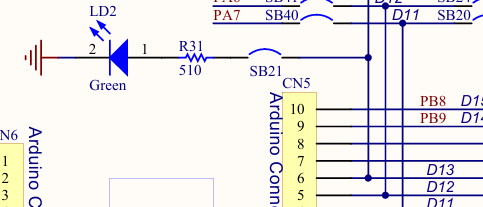 LD2
2
1
Green
R31
510
SB21
PA7
SB40
D11
SB20
CN5
Arduino Conn
10
9
8
7
6
5
PB8
PB9
D13
D12
D11
N6
Arduino C
1
2
3